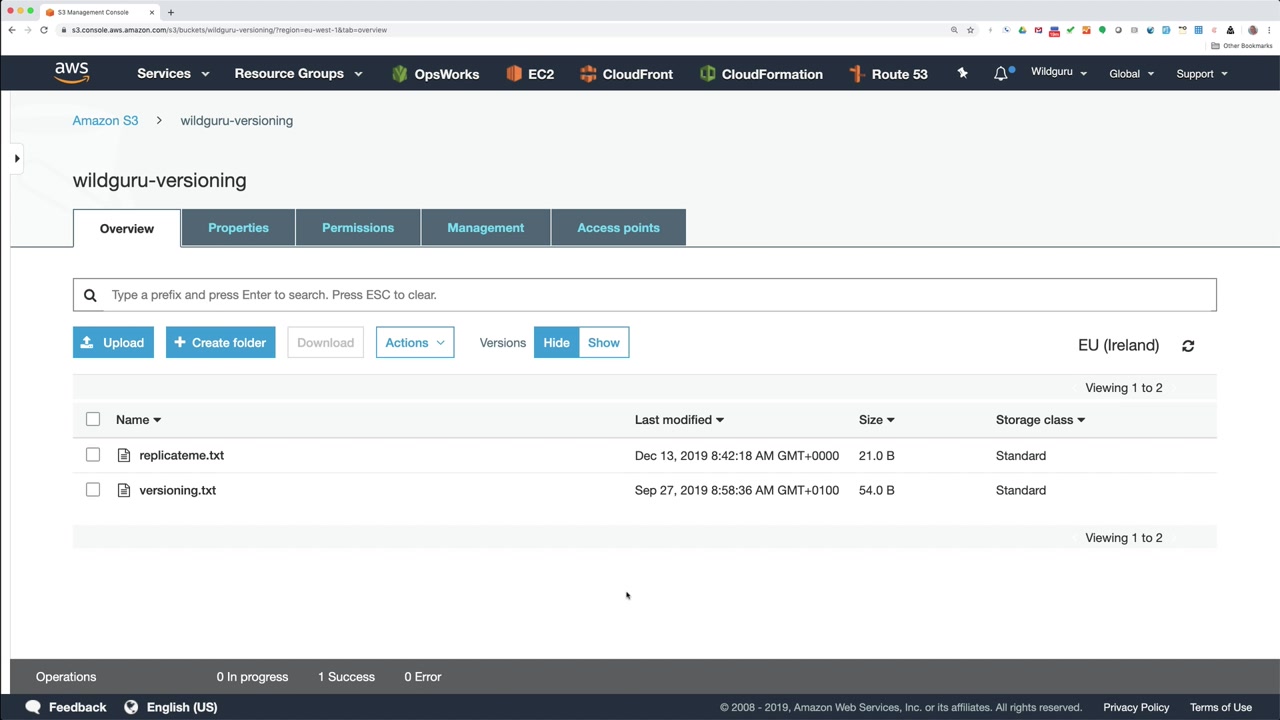 S3 Management Console
s3.console.aws.amazon.com/s3/buckets/wildguru-versioning/?region=eu-west-1&tab=overview
Other Bookmarks
aws Services Resource Groups OpsWorks EC2 CloudFront CloudFormation Route 53 Wildguru Global Support
Amazon S3 > wildguru-versioning
wildguru-versioning
Overview Properties Permissions Management Access points
Type a prefix and press Enter to search. Press ESC to clear.
Upload + Create folder Download Actions Versions Hide Show EU (Ireland)
Viewing 1 to 2
Name Last modified Size Storage class
replicateme.txt Dec 13, 2019 8:42:18 AM GMT+0000 21.0 B Standard
versioning.txt Sep 27, 2019 8:58:36 AM GMT+0100 54.0 B Standard
Viewing 1 to 2
Operations 0 In progress 1 Success 0 Error
Feedback English (US) © 2008 - 2019, Amazon Web Services, Inc. or its affiliates. All rights reserved. Privacy Policy Terms of Use